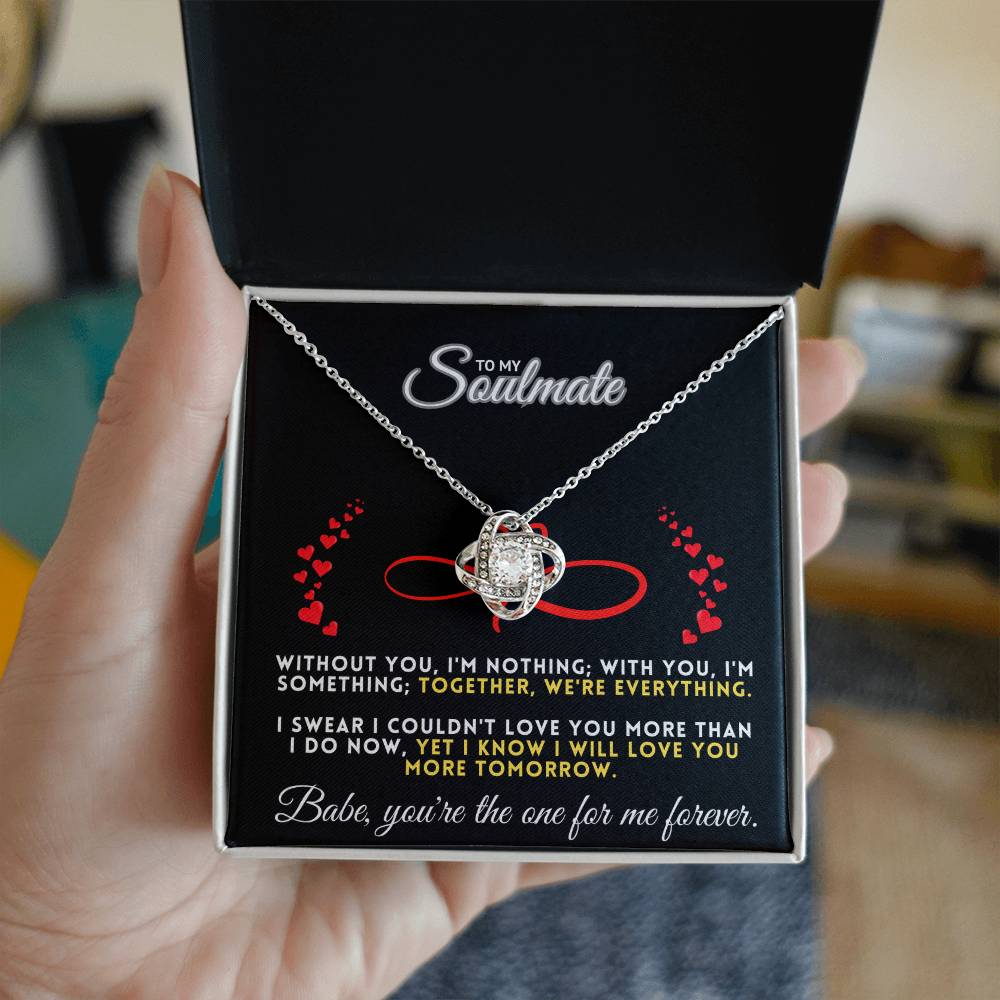 TO MY
Soulmate
WITHOUT YOU, I'M NOTHING; WITH YOU, I'M
SOMETHING; TOGETHER, WE'RE EVERYTHING.
I SWEAR I COULDN'T LOVE YOU MORE THAN
I DO NOW, YET I KNOW I WILL LOVE YOU
MORE TOMORROW.
Babe, you're the one for me forever.